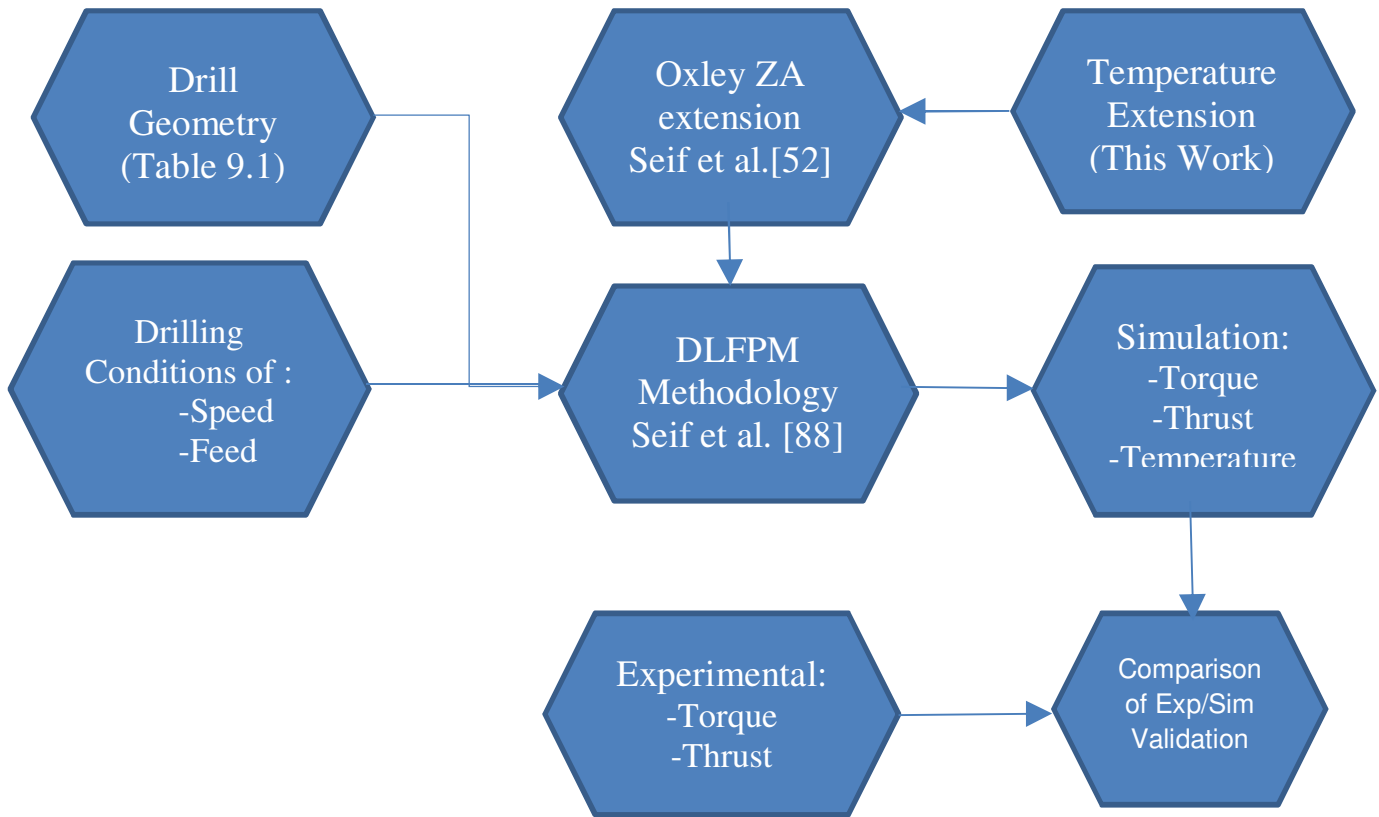 Drill
Geometry
(Table 9.1)
Oxley ZA
extension
Seif et al.[52]
Temperature
Extension
(This Work)
Drilling
Conditions of :
-Speed
-Feed
DLFPM
Methodology
Seif et al. [88]
Simulation:
-Torque
-Thrust
-Temperature
Experimental:
-Torque
-Thrust
Comparison
of Exp/Sim
Validation